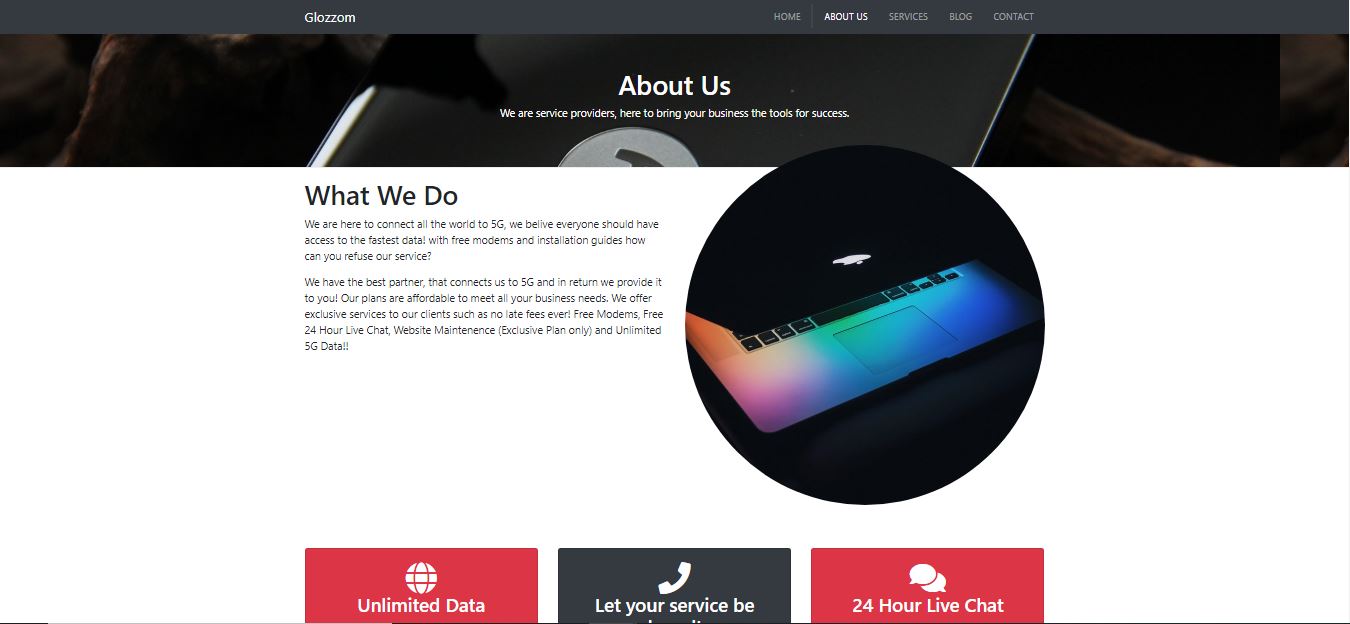 Glozzom
HOME
ABOUT US
SERVICES
BLOG
CONTACT
About Us
We are service providers, here to bring your business the tools for success.
What We Do
We are here to connect all the world to 5G, we belive everyone should have
access to the fastest data! with free modems and installation guides how
can you refuse our service?
We have the best partner, that connects us to 5G and in return we provide it
to you! Our plans are affordable to meet all your business needs. We offer
exclusive services to our clients such as no late fees ever! Free Modems, Free
24 Hour Live Chat, Website Maintenence (Exclusive Plan only) and Unlimited
5G Data!!
Unlimited Data
Let your service be
24 Hour Live Chat